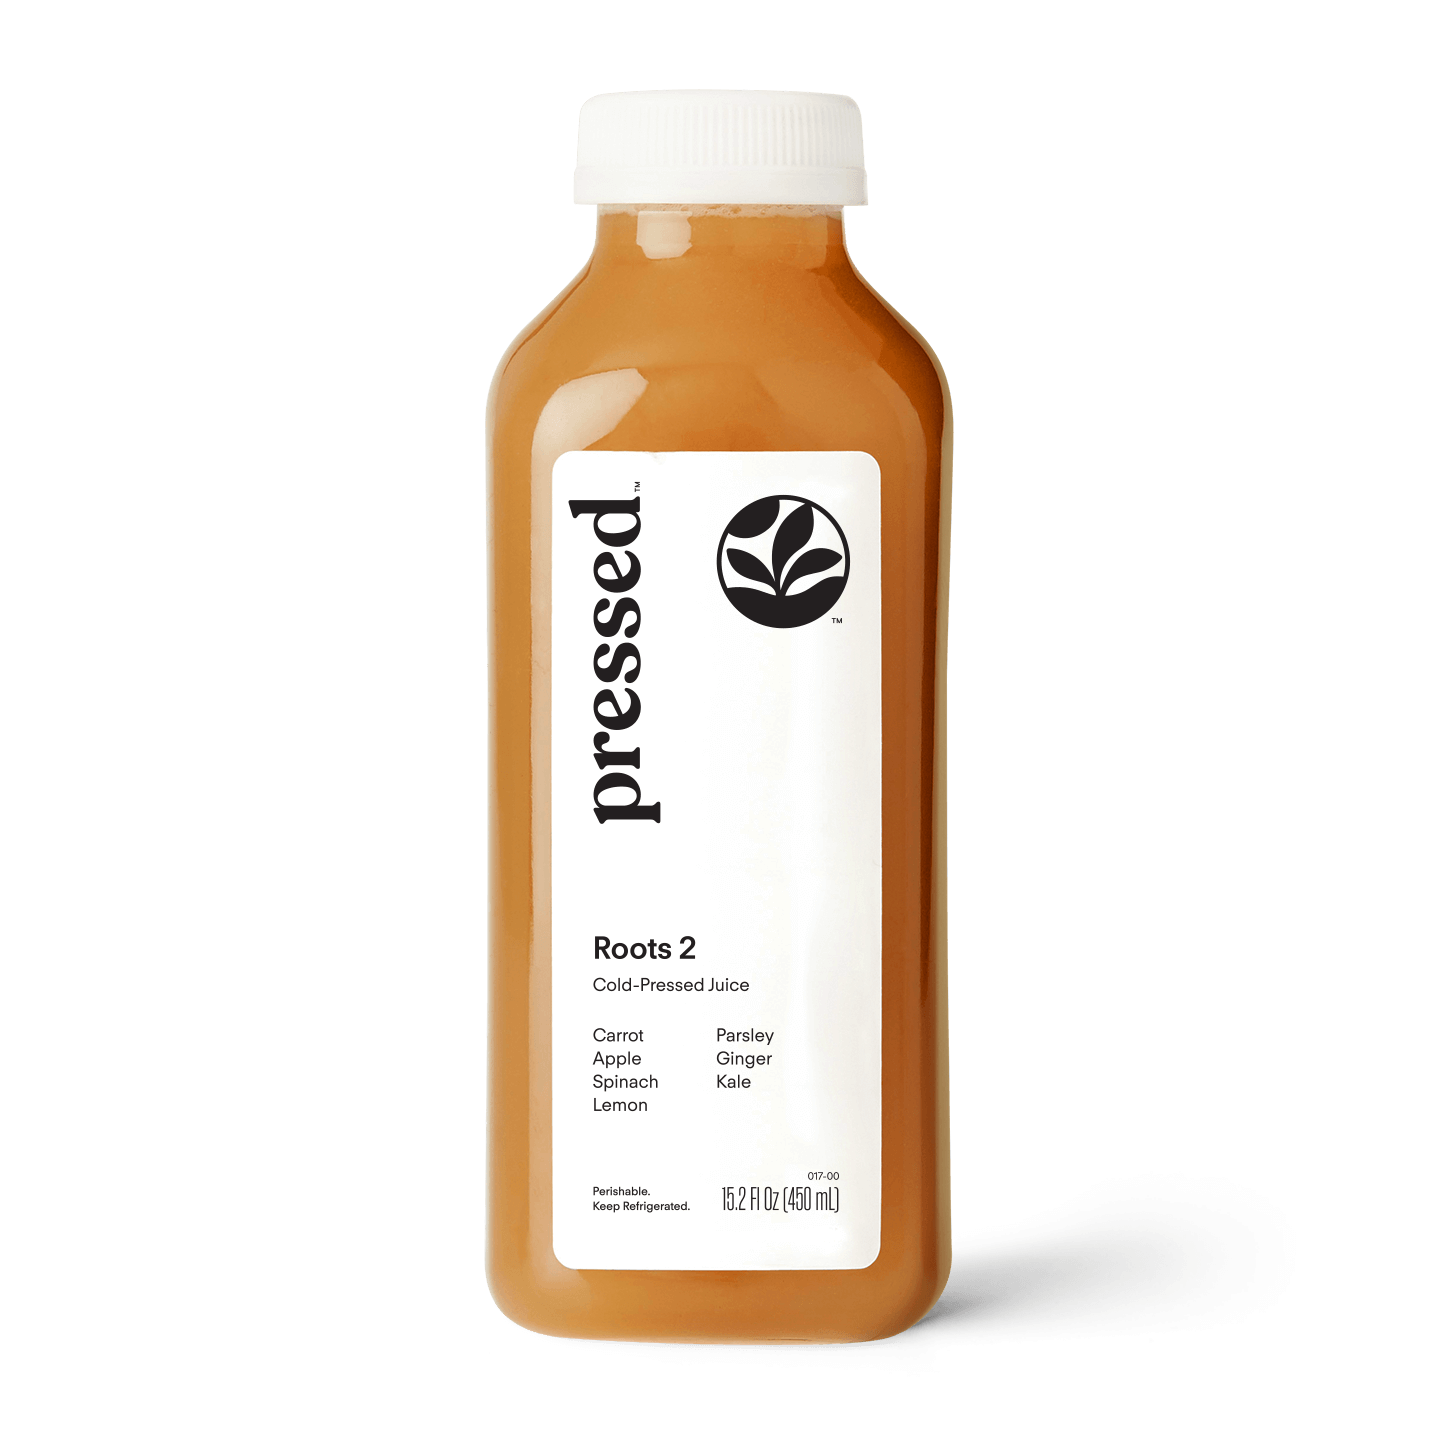 pressed™
™
Roots 2
Cold-Pressed Juice
Carrot
Apple
Spinach
Lemon
Parsley
Ginger
Kale
Perishable.
Keep Refrigerated.
017-00
15.2 Fl Oz (450 mL)